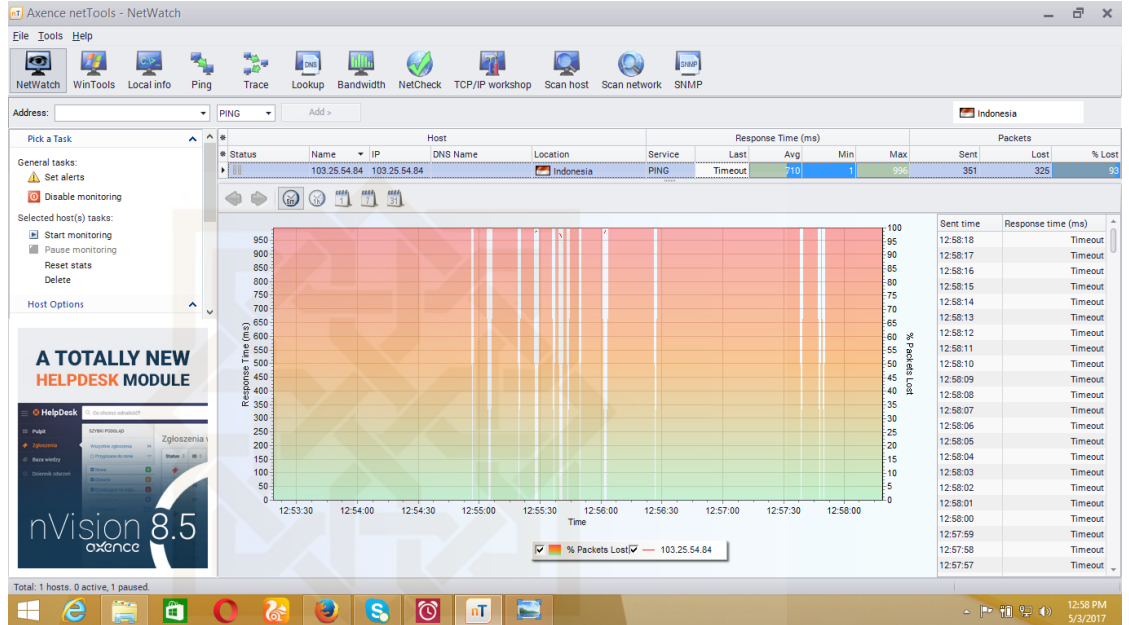 Axence netTools - NetWatch
File Tools Help
NetWatch WinTools Local info Ping Trace Lookup Bandwidth NetCheck TCP/IP workshop Scan host Scan network SNMP
Address: PING Add > Indonesia
Pick a Task
General tasks:
Set alerts
Disable monitoring
Selected host(s) tasks:
Start monitoring
Pause monitoring
Reset stats
Delete
Host Options
A TOTALLY NEW
HELPDESK MODULE
HelpDesk
Pulpit
Zgłoszenia
Baza wiedzy
Dziennik zdarzeń
SZYBKI PODGLĄD
Status
nVision 8.5
axence
Host Response Time (ms) Packets
Status Name IP DNS Name Location Service Last Avg Min Max Sent Lost % Lost
103.25.54.84 103.25.54.84 Indonesia PING Timeout 710 1 996 351 325 93
950
900
850
800
750
700
650
600
550
500
450
400
350
300
250
200
150
100
50
0
Response Time (ms)
100
95
90
85
80
75
70
65
60
55
50
45
40
35
30
25
20
15
10
5
0
% Packets Lost
12:53:30 12:54:00 12:54:30 12:55:00 12:55:30 12:56:00 12:56:30 12:57:00 12:57:30 12:58:00
Time
% Packets Lost 103.25.54.84
Sent time Response time (ms)
12:58:18 Timeout
12:58:17 Timeout
12:58:16 Timeout
12:58:15 Timeout
12:58:14 Timeout
12:58:13 Timeout
12:58:12 Timeout
12:58:11 Timeout
12:58:10 Timeout
12:58:09 Timeout
12:58:08 Timeout
12:58:07 Timeout
12:58:06 Timeout
12:58:05 Timeout
12:58:04 Timeout
12:58:03 Timeout
12:58:02 Timeout
12:58:01 Timeout
12:58:00 Timeout
12:57:59 Timeout
12:57:58 Timeout
12:57:57 Timeout
Total: 1 hosts. 0 active, 1 paused.
12:58 PM
5/3/2017